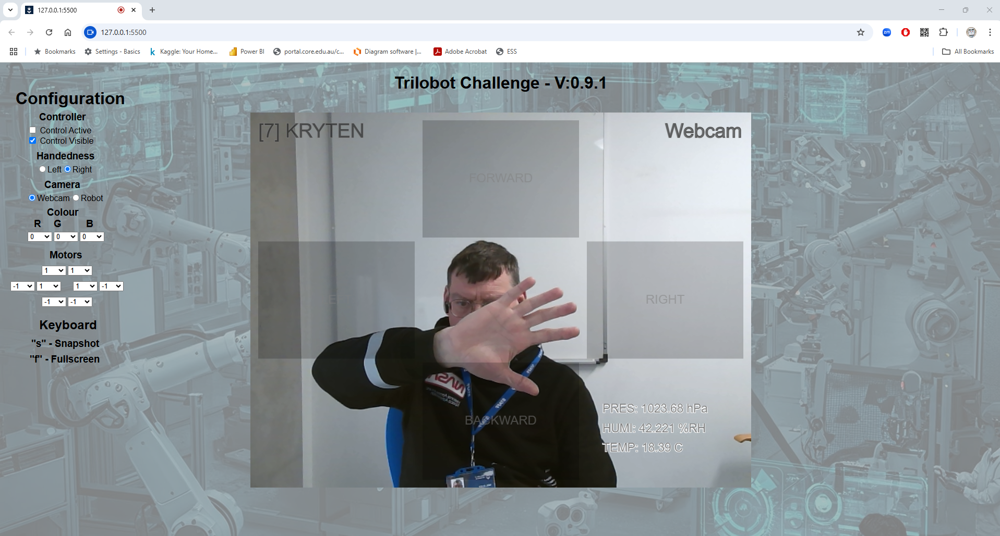 127.0.0.1:5500
127.0.0.1:5500
Bookmarks
Settings - Basics
Kaggle: Your Home...
Power BI
portal.core.edu.au/c...
Diagram software |...
Adobe Acrobat
ESS
All Bookmarks
Trilobot Challenge - V:0.9.1
Configuration
Controller
Control Active
Control Visible
Handedness
Left Right
Camera
Webcam Robot
Colour
R G B
0 0 0
Motors
1 1
-1 1 1 -1
-1 -1
Keyboard
"s" - Snapshot
"f" - Fullscreen
[7] KRYTEN
Webcam
FORWARD
RIGHT
BACKWARD
PRES: 1023.68 hPa
HUMI: 42.221 %RH
TEMP: 18.39 C
NASA
zm